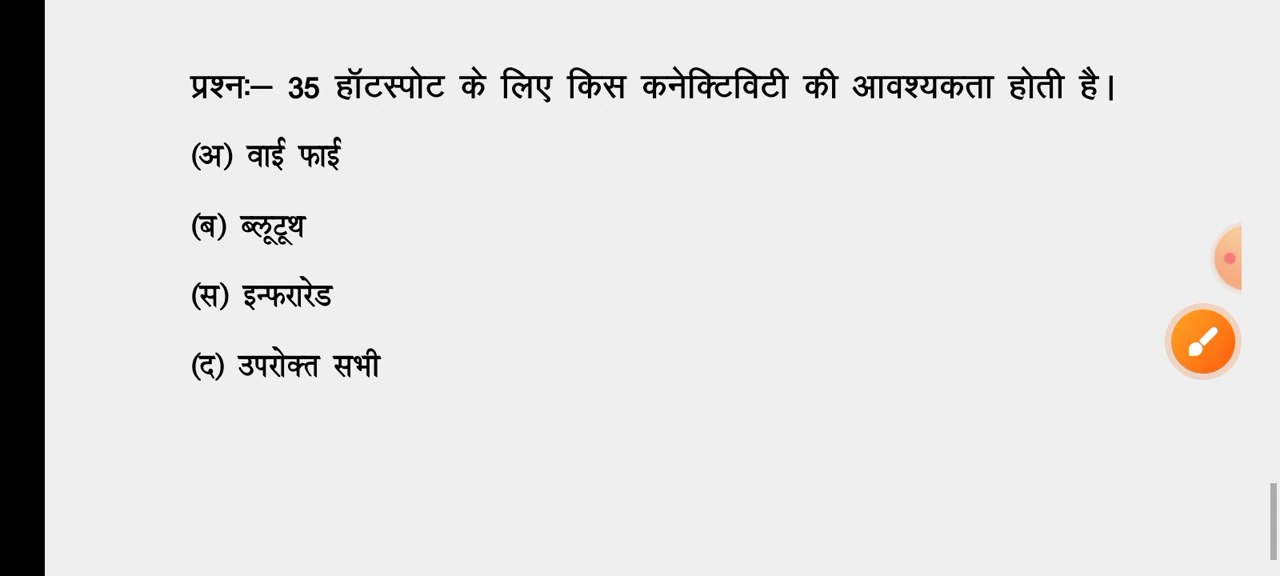 प्रश्नः– 35 हॉटस्पोट के लिए किस कनेक्टिविटी की आवश्यकता होती है।
(अ) वाई फाई
(ब) ब्लूटूथ
(स) इन्फरारेड
(द) उपरोक्त सभी